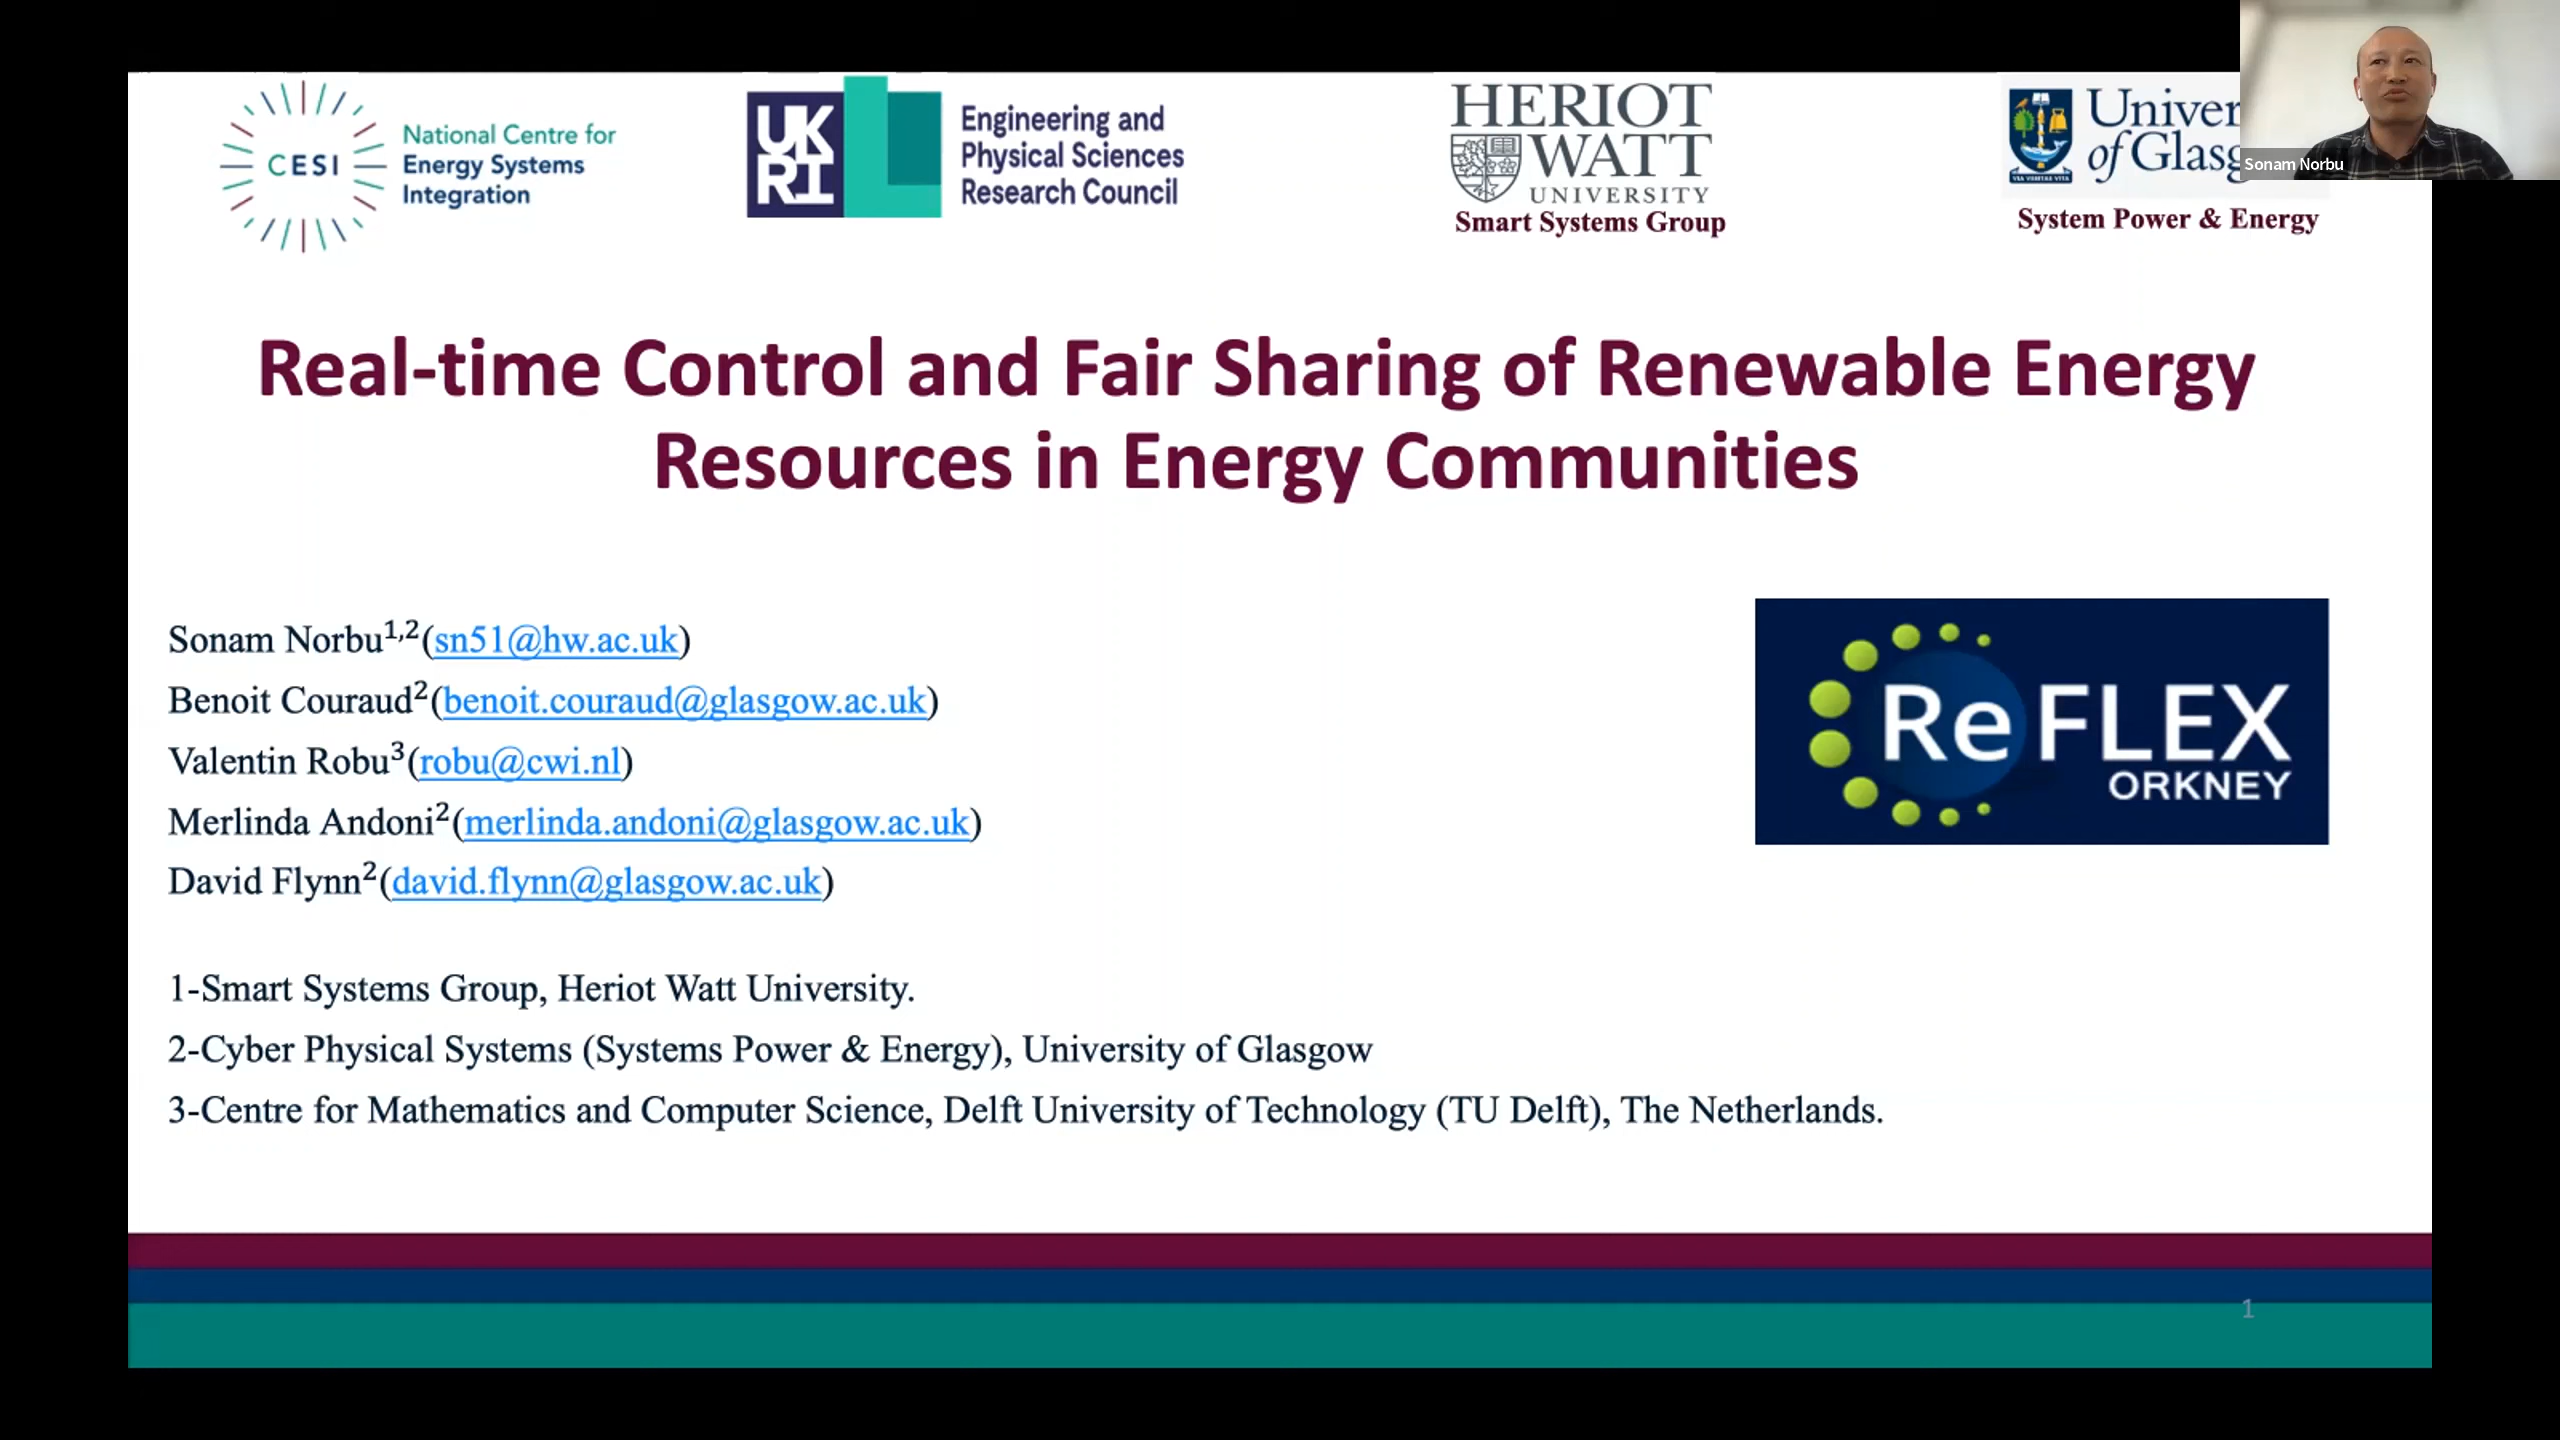 CESI
National Centre for
Energy Systems
Integration
UK
RI
Engineering and
Physical Sciences
Research Council
HERIOT
WATT
UNIVERSITY
Smart Systems Group
Univer
of Glasg
VIA VERITAS VITA
System Power & Energy
Sonam Norbu
Real-time Control and Fair Sharing of Renewable Energy
Resources in Energy Communities
Sonam Norbu1,2(sn51@hw.ac.uk)
Benoit Couraud2(benoit.couraud@glasgow.ac.uk)
Valentin Robu3(robu@cwi.nl)
Merlinda Andoni2(merlinda.andoni@glasgow.ac.uk)
David Flynn2(david.flynn@glasgow.ac.uk)
ReFLEX
ORKNEY
1-Smart Systems Group, Heriot Watt University.
2-Cyber Physical Systems (Systems Power & Energy), University of Glasgow
3-Centre for Mathematics and Computer Science, Delft University of Technology (TU Delft), The Netherlands.
1